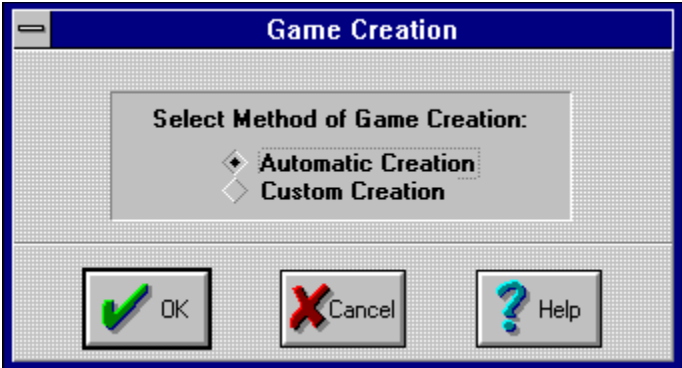 Game Creation
Select Method of Game Creation:
Automatic Creation
Custom Creation
OK
Cancel
Help